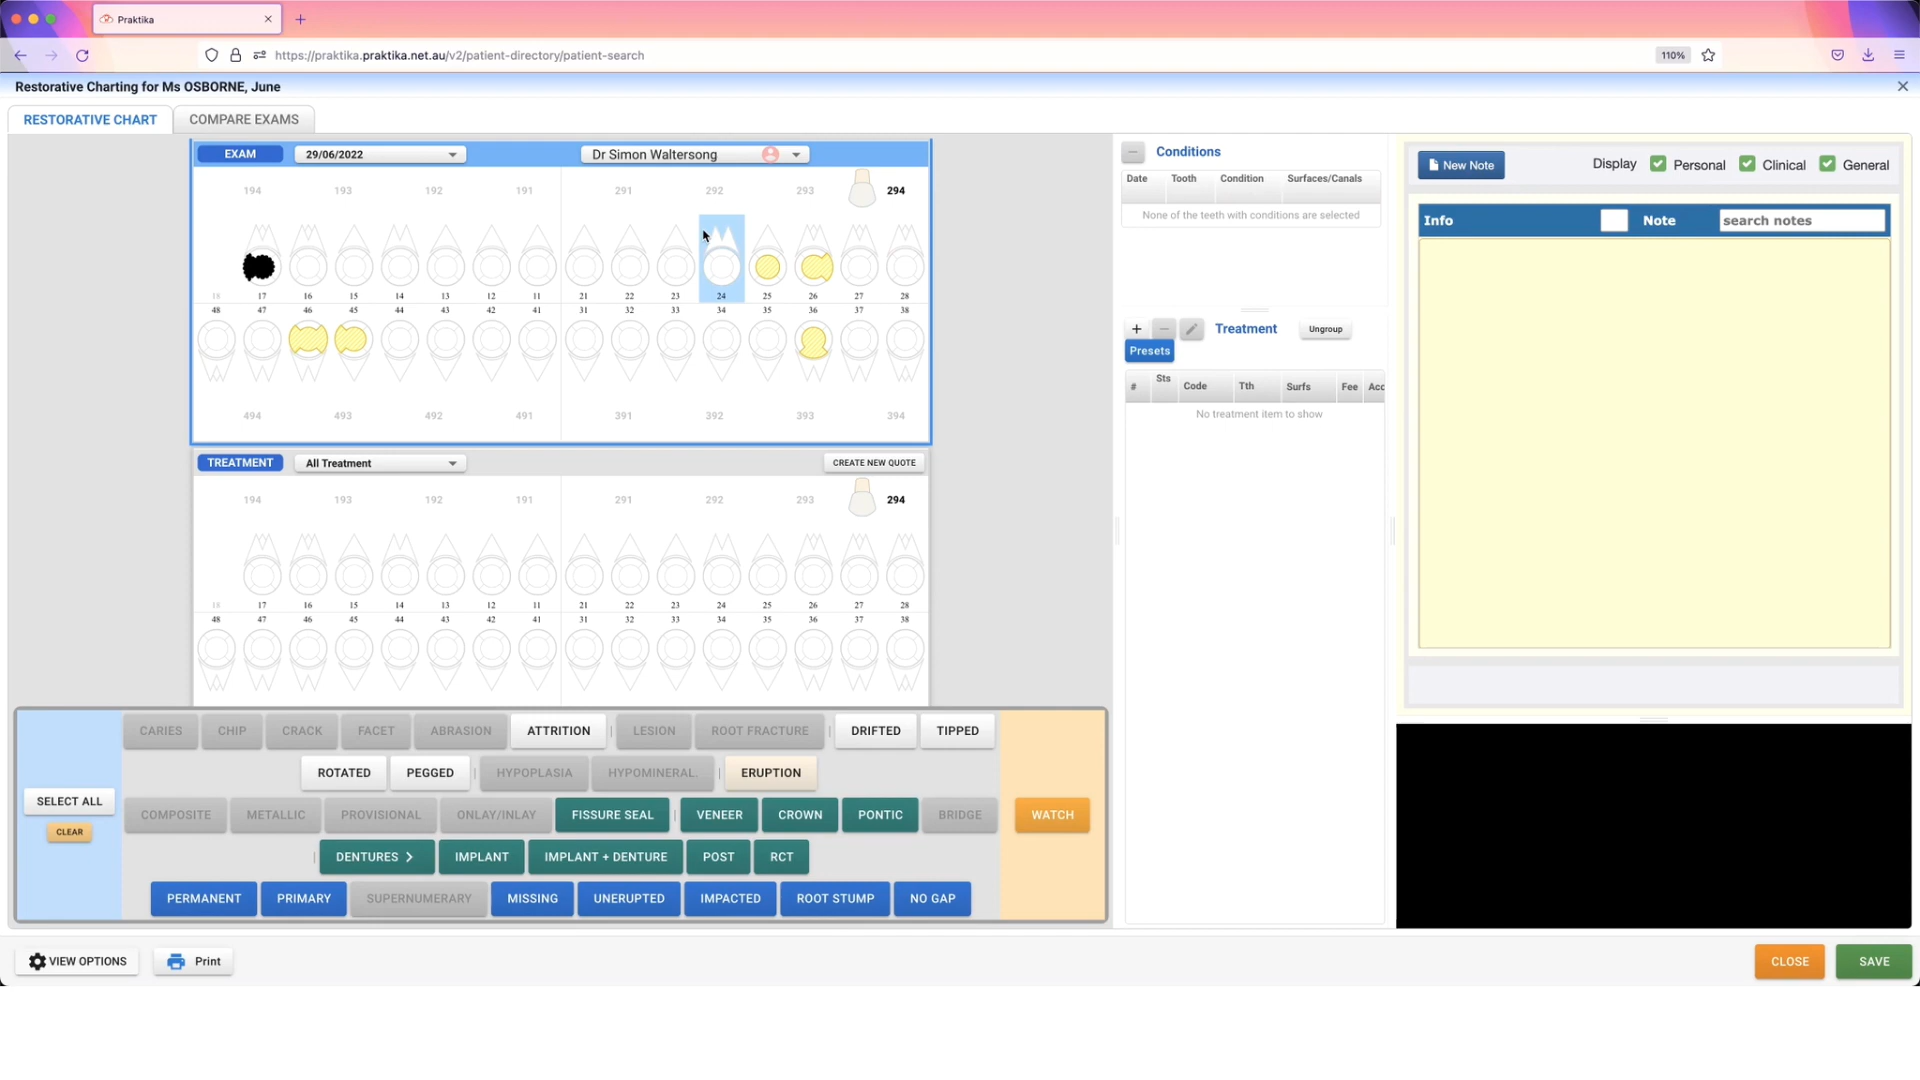 Praktika
https://praktika.praktika.net.au/v2/patient-directory/patient-search
110%
Restorative Charting for Ms OSBORNE, June
RESTORATIVE CHART
COMPARE EXAMS
EXAM
29/06/2022
Dr Simon Waltersong
194 193 192 191 291 292 293 294
18 17 16 15 14 13 12 11 21 22 23 24 25 26 27 28
48 47 46 45 44 43 42 41 31 32 33 34 35 36 37 38
494 493 492 491 391 392 393 394
TREATMENT
All Treatment
CREATE NEW QUOTE
194 193 192 191 291 292 293 294
18 17 16 15 14 13 12 11 21 22 23 24 25 26 27 28
48 47 46 45 44 43 42 41 31 32 33 34 35 36 37 38
SELECT ALL
CLEAR
CARIES CHIP CRACK FACET ABRASION ATTRITION | LESION ROOT FRACTURE | DRIFTED TIPPED
ROTATED PEGGED | HYPOPLASIA HYPOMINERAL. | ERUPTION
COMPOSITE METALLIC PROVISIONAL ONLAY/INLAY FISSURE SEAL | VENEER CROWN PONTIC BRIDGE
| DENTURES > IMPLANT IMPLANT + DENTURE POST RCT
PERMANENT PRIMARY SUPERNUMERARY MISSING UNERUPTED IMPACTED ROOT STUMP NO GAP
WATCH
Conditions
Date Tooth Condition Surfaces/Canals
None of the teeth with conditions are selected
Treatment
Ungroup
Presets
# Sts Code Tth Surfs Fee Acc
No treatment item to show
New Note
Display Personal Clinical General
Info Note search notes
VIEW OPTIONS
Print
CLOSE
SAVE